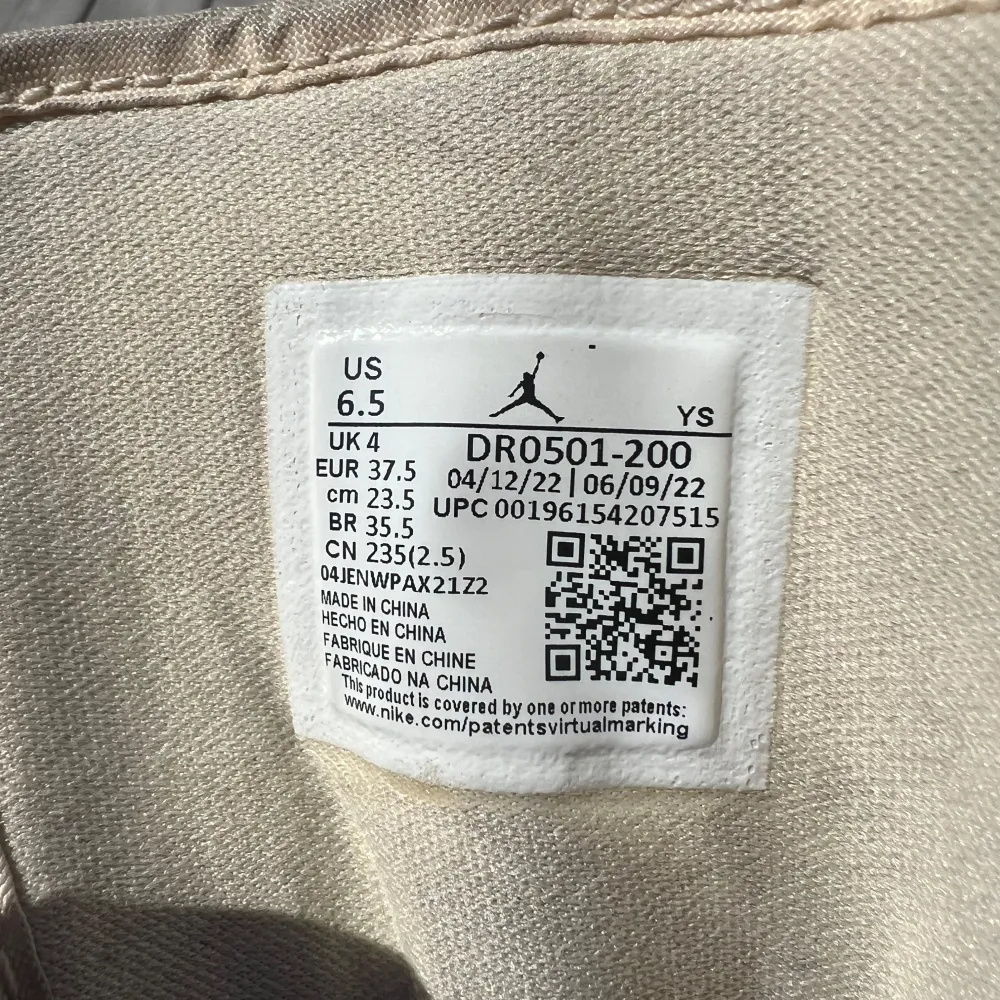 US
6.5
YS
UK 4
EUR 37.5
cm 23.5
BR 35.5
CN 235(2.5)
DR0501-200
04/12/22 | 06/09/22
UPC 00196154207515
04JENWPAX21Z2
MADE IN CHINA
HECHO EN CHINA
FABRIQUE EN CHINE
FABRICADO NA CHINA
This product is covered by one or more patents:
www.nike.com/patentsvirtualmarking